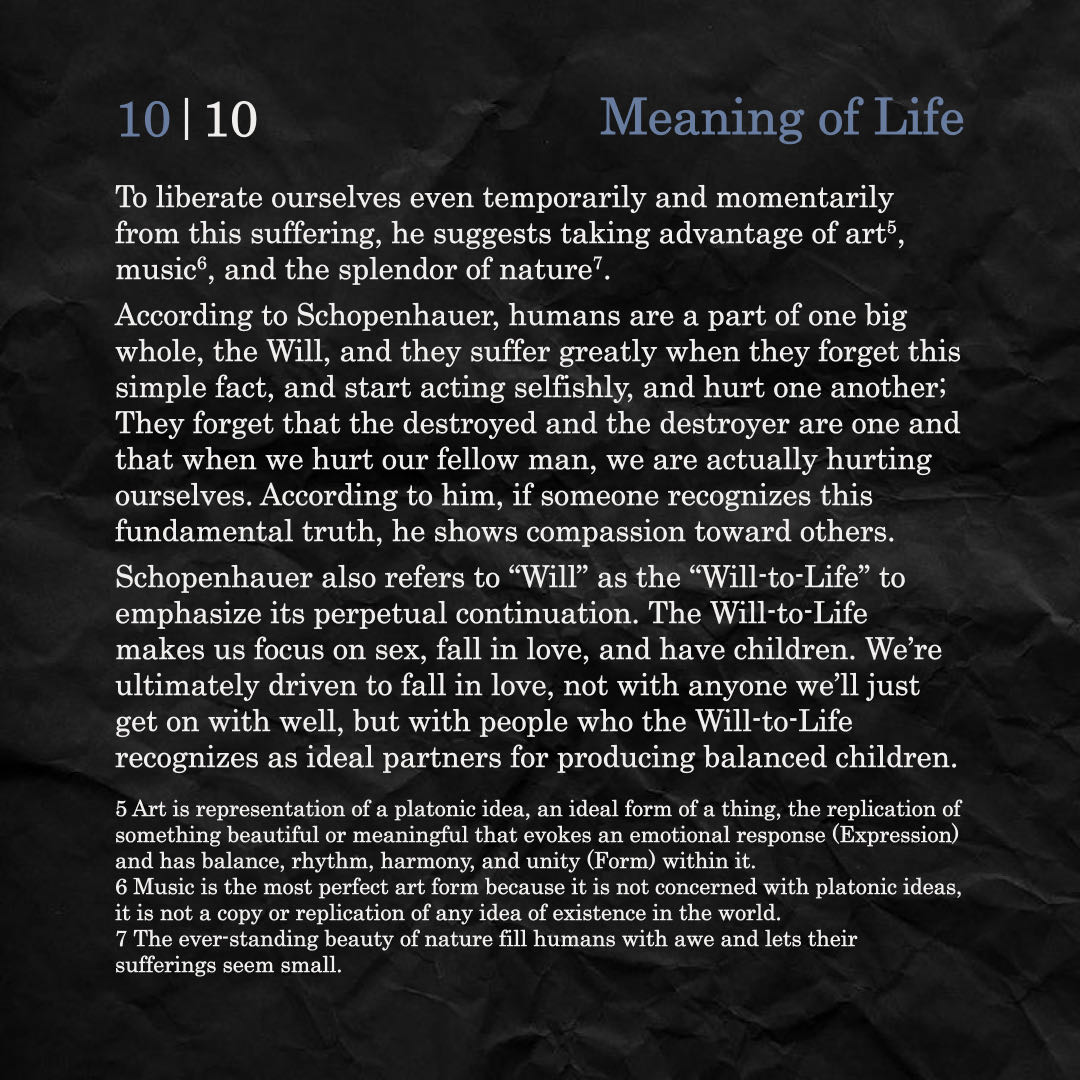 10 | 10
Meaning of Life
To liberate ourselves even temporarily and momentarily
from this suffering, he suggests taking advantage of art⁵,
music⁶, and the splendor of nature⁷.
According to Schopenhauer, humans are a part of one big
whole, the Will, and they suffer greatly when they forget this
simple fact, and start acting selfishly, and hurt one another;
They forget that the destroyed and the destroyer are one and
that when we hurt our fellow man, we are actually hurting
ourselves. According to him, if someone recognizes this
fundamental truth, he shows compassion toward others.
Schopenhauer also refers to “Will” as the “Will-to-Life” to
emphasize its perpetual continuation. The Will-to-Life
makes us focus on sex, fall in love, and have children. We’re
ultimately driven to fall in love, not with anyone we’ll just
get on with well, but with people who the Will-to-Life
recognizes as ideal partners for producing balanced children.
5 Art is representation of a platonic idea, an ideal form of a thing, the replication of
something beautiful or meaningful that evokes an emotional response (Expression)
and has balance, rhythm, harmony, and unity (Form) within it.
6 Music is the most perfect art form because it is not concerned with platonic ideas,
it is not a copy or replication of any idea of existence in the world.
7 The ever-standing beauty of nature fill humans with awe and lets their
sufferings seem small.